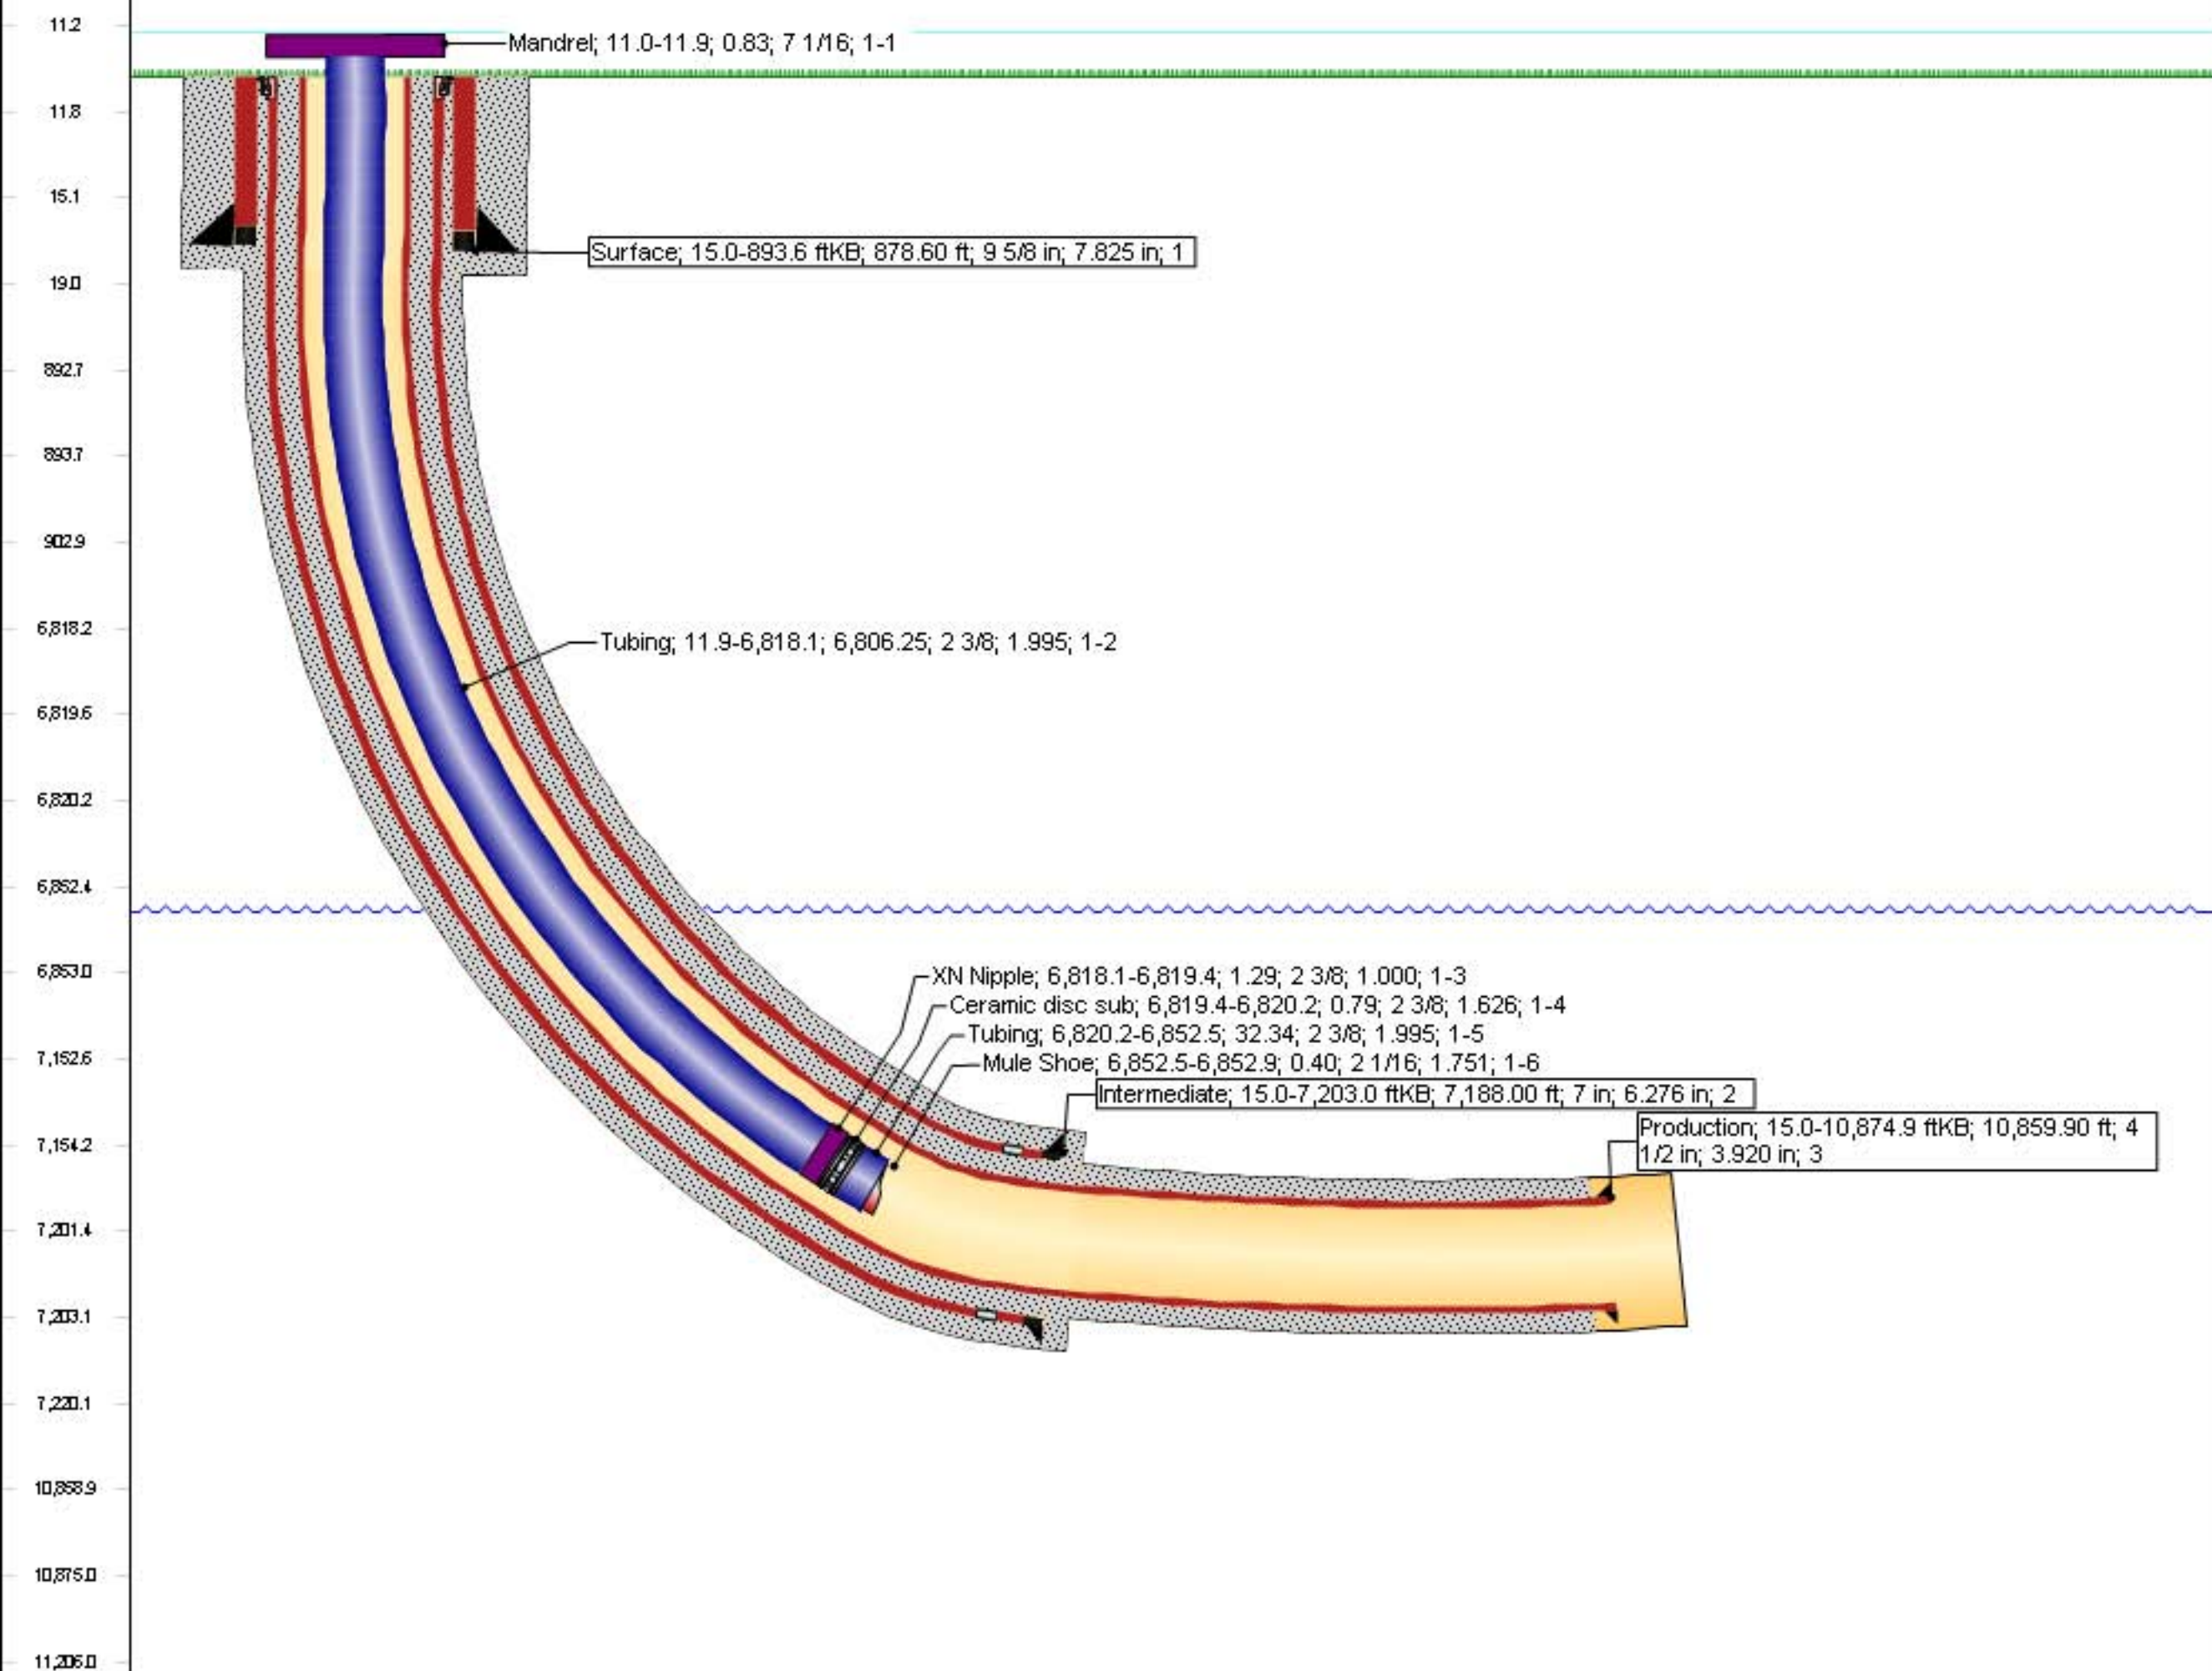 11.2
Mandrel; 11.0-11.9; 0.83; 7 1/16; 1-1
11.8
15.1
Surface; 15.0-893.6 ftKB; 878.60 ft; 9 5/8 in; 7.825 in; 1
19.0
892.7
893.7
902.9
6,818.2
Tubing; 11.9-6,818.1; 6,806.25; 2 3/8; 1.995; 1-2
6,819.6
6,820.2
6,852.4
6,853.0
XN Nipple; 6,818.1-6,819.4; 1.29; 2 3/8; 1.000; 1-3
Ceramic disc sub; 6,819.4-6,820.2; 0.79; 2 3/8; 1.626; 1-4
Tubing; 6,820.2-6,852.5; 32.34; 2 3/8; 1.995; 1-5
7,152.6
Mule Shoe; 6,852.5-6,852.9; 0.40; 2 1/16; 1.751; 1-6
Intermediate; 15.0-7,203.0 ftKB; 7,188.00 ft; 7 in; 6.276 in; 2
Production; 15.0-10,874.9 ftKB; 10,859.90 ft; 4
1/2 in; 3.920 in; 3
7,154.2
7,201.4
7,203.1
7,220.1
10,858.9
10,875.0
11,206.0